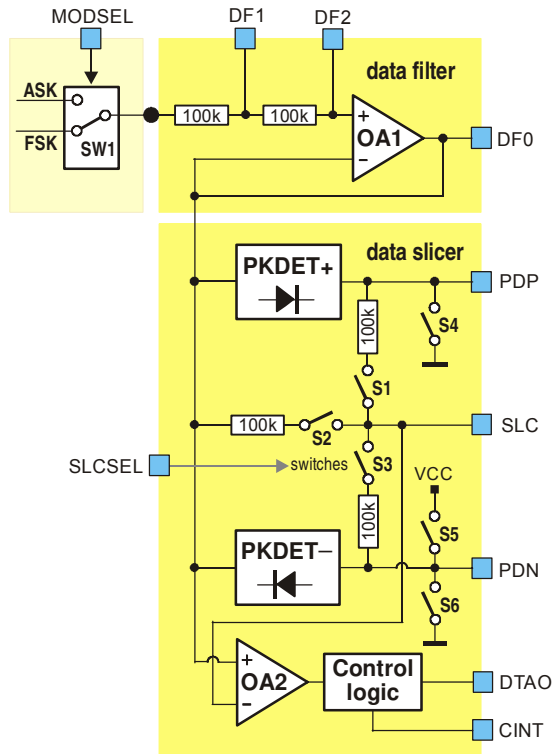 MODSEL
DF1
DF2
data filter
ASK
FSK
SW1
100k
100k
+
−
OA1
DF0
data slicer
PKDET+
PDP
100k
S4
S1
100k
S2
SLC
SLCSEL
switches
S3
VCC
100k
S5
PKDET−
PDN
S6
+
−
OA2
Control
logic
DTAO
CINT